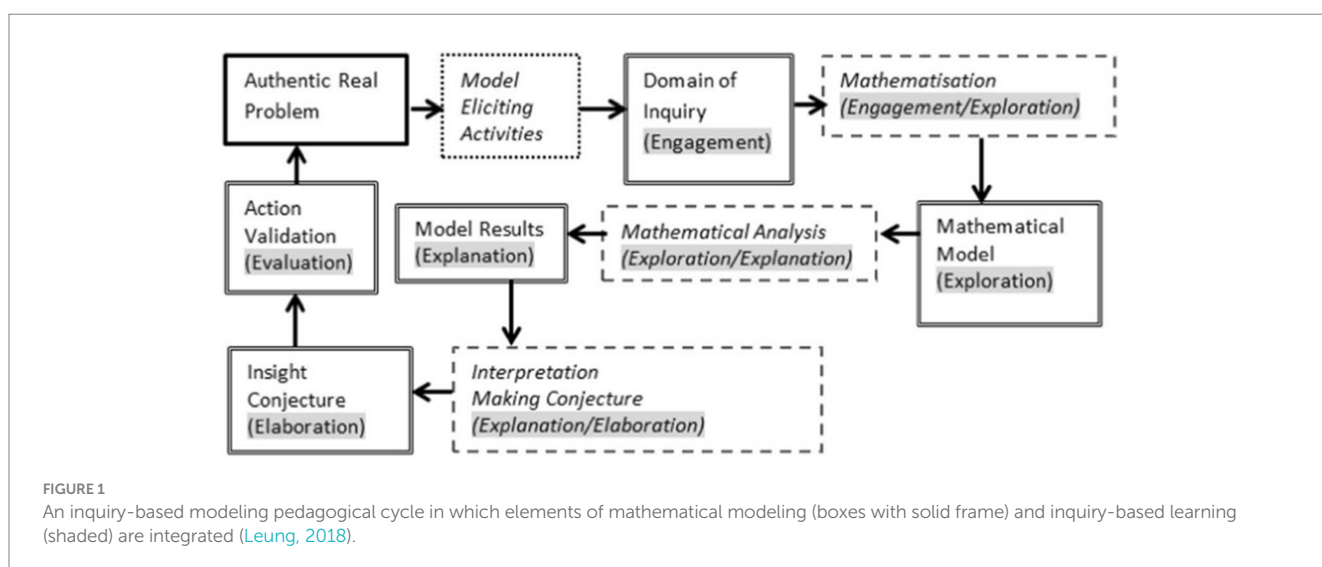 Authentic Real
Problem
Model
Eliciting
Activities
Domain of
Inquiry
(Engagement)
Mathematisation
(Engagement/Exploration)
Mathematical
Model
(Exploration)
Mathematical Analysis
(Exploration/Explanation)
Model Results
(Explanation)
Interpretation
Making Conjecture
(Explanation/Elaboration)
Insight
Conjecture
(Elaboration)
Action
Validation
(Evaluation)
FIGURE 1
An inquiry-based modeling pedagogical cycle in which elements of mathematical modeling (boxes with solid frame) and inquiry-based learning
(shaded) are integrated (Leung, 2018).